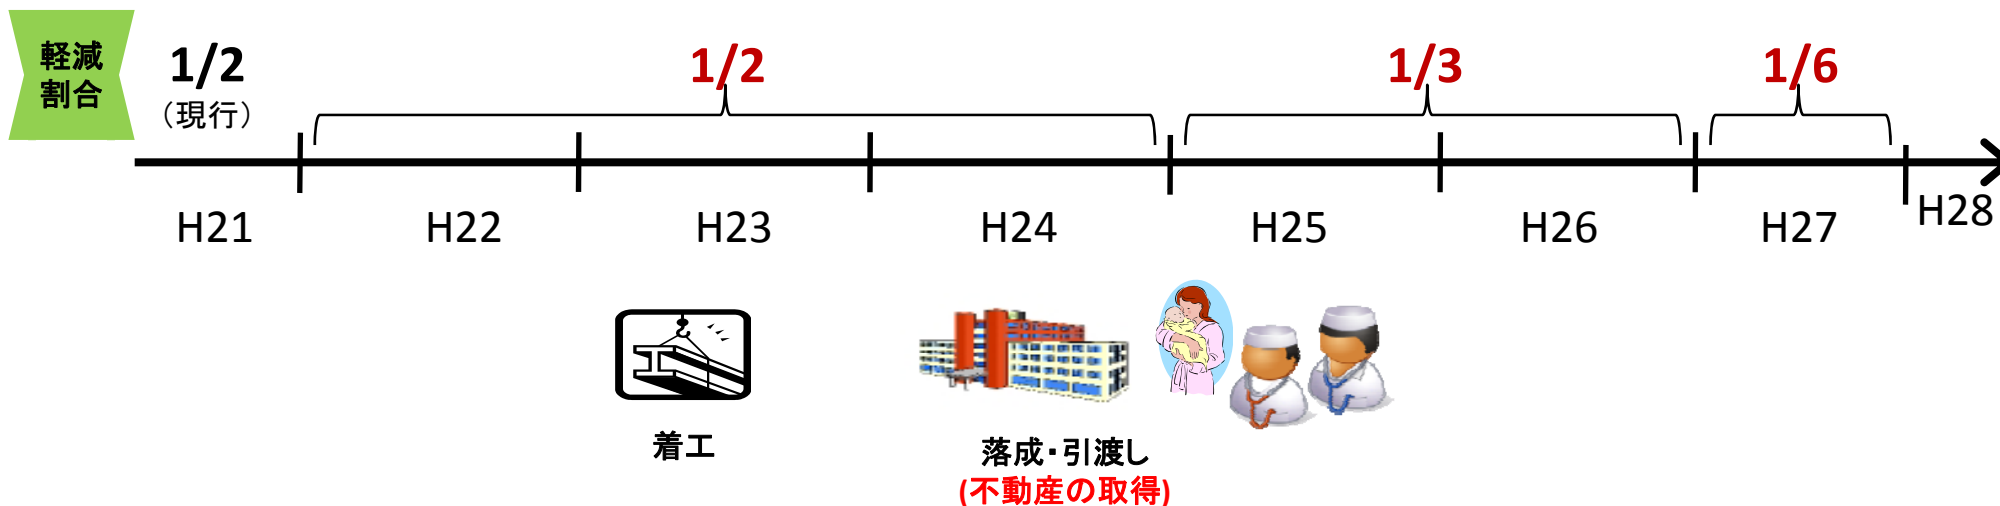 軽減
割合
1/2
（現行）
1/2
1/3
1/6
H21
H22
H23
H24
H25
H26
H27
H28
着工
落成・引渡し
(不動産の取得)